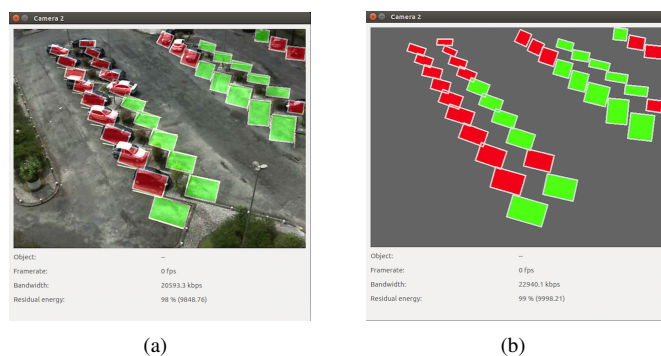 Camera 2
Object: --
Framerate: 0 fps
Bandwidth: 20593.3 kbps
Residual energy: 98 % (9848.76)
(a)
Camera 2
Object: --
Framerate: 0 fps
Bandwidth: 22940.1 kbps
Residual energy: 99 % (9998.21)
(b)